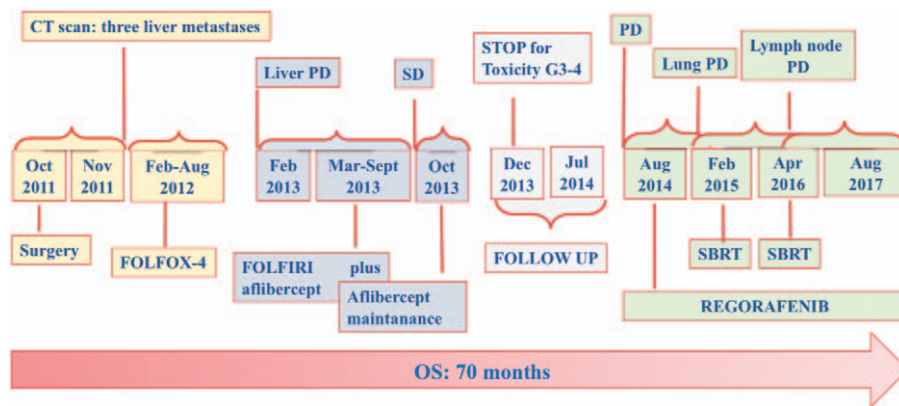 CT scan: three liver metastases
Liver PD
SD
STOP for
Toxicity G3-4
PD
Lung PD
Lymph node
PD
Oct
2011
Nov
2011
Feb-Aug
2012
Feb
2013
Mar-Sept
2013
Oct
2013
Dec
2013
Jul
2014
Aug
2014
Feb
2015
Apr
2016
Aug
2017
Surgery
FOLFOX-4
FOLFIRI plus
aflibercept
Aflibercept
maintanance
FOLLOW UP
SBRT
SBRT
REGORAFENIB
OS: 70 months